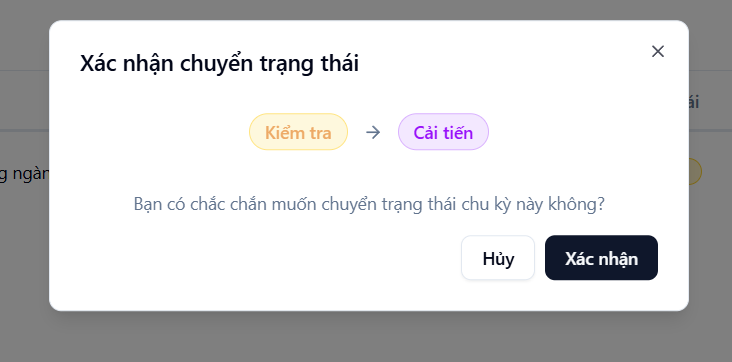 Xác nhận chuyển trạng thái
Kiểm tra → Cải tiến
Bạn có chắc chắn muốn chuyển trạng thái chu kỳ này không?
Hủy
Xác nhận